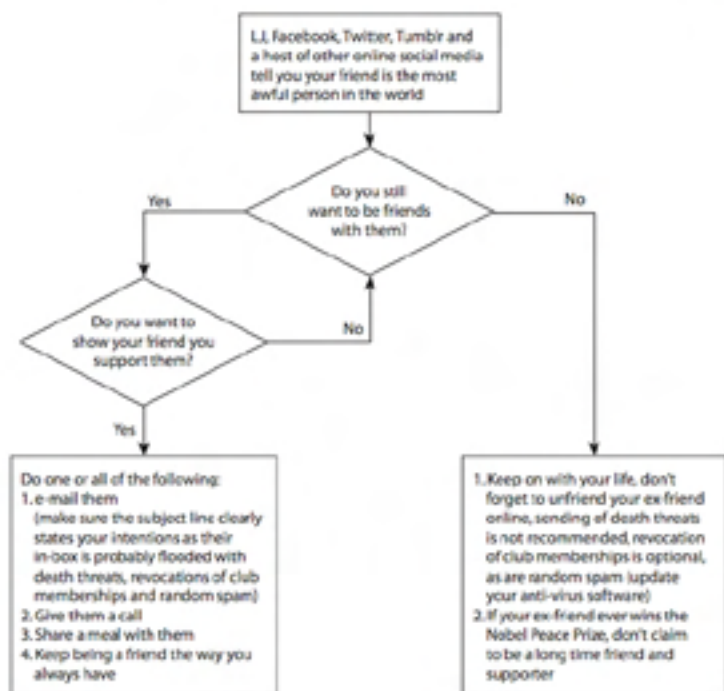 LJ, Facebook, Twitter, Tumblr and
a host of other online social media
tell you your friend is the most
awful person in the world
Do you still
want to be friends
with them?
Yes
No
Do you want to
show your friend you
support them?
No
Yes
Do one or all of the following:
1. e-mail them
(make sure the subject line clearly
states your intentions as their
in-box is probably flooded with
death threats, revocations of club
memberships and random spam)
2. Give them a call
3. Share a meal with them
4. Keep being a friend the way you
always have
1. Keep on with your life, don't
forget to unfriend your ex-friend
online, sending of death threats
is not recommended, revocation
of club memberships is optional,
as are random spam (update
your anti-virus software)
2. If your ex-friend ever wins the
Nobel Peace Prize, don't claim
to be a long time friend and
supporter